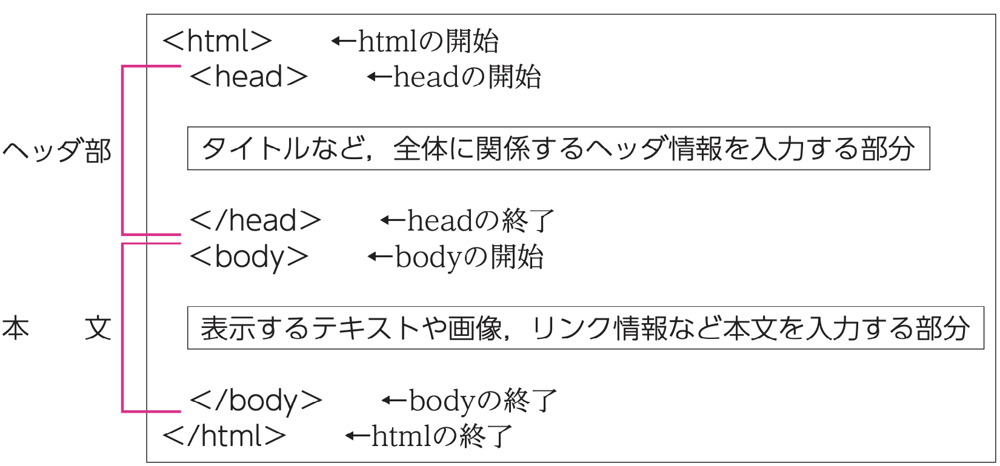 <html> ←htmlの開始
<head> ←headの開始
ヘッダ部 タイトルなど，全体に関係するヘッダ情報を入力する部分
</head> ←headの終了
<body> ←bodyの開始
本　文 表示するテキストや画像，リンク情報など本文を入力する部分
</body> ←bodyの終了
</html> ←htmlの終了